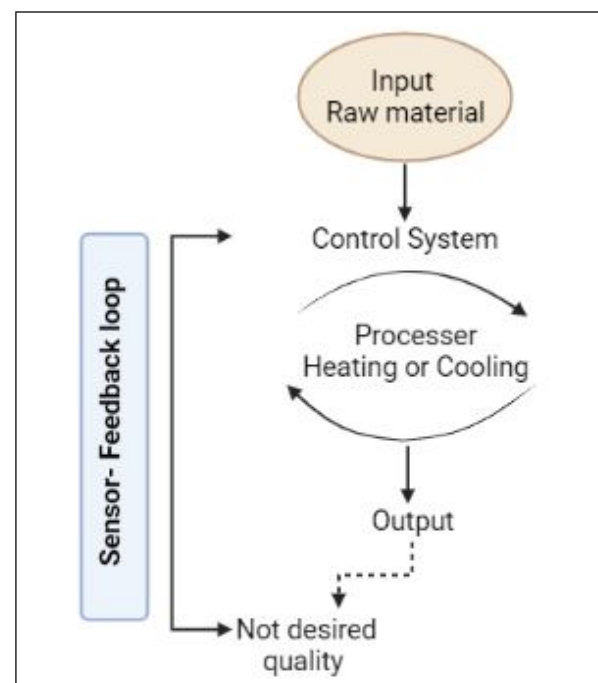 Input
Raw material
Control System
Processer
Heating or Cooling
Output
Not desired
quality
Sensor- Feedback loop